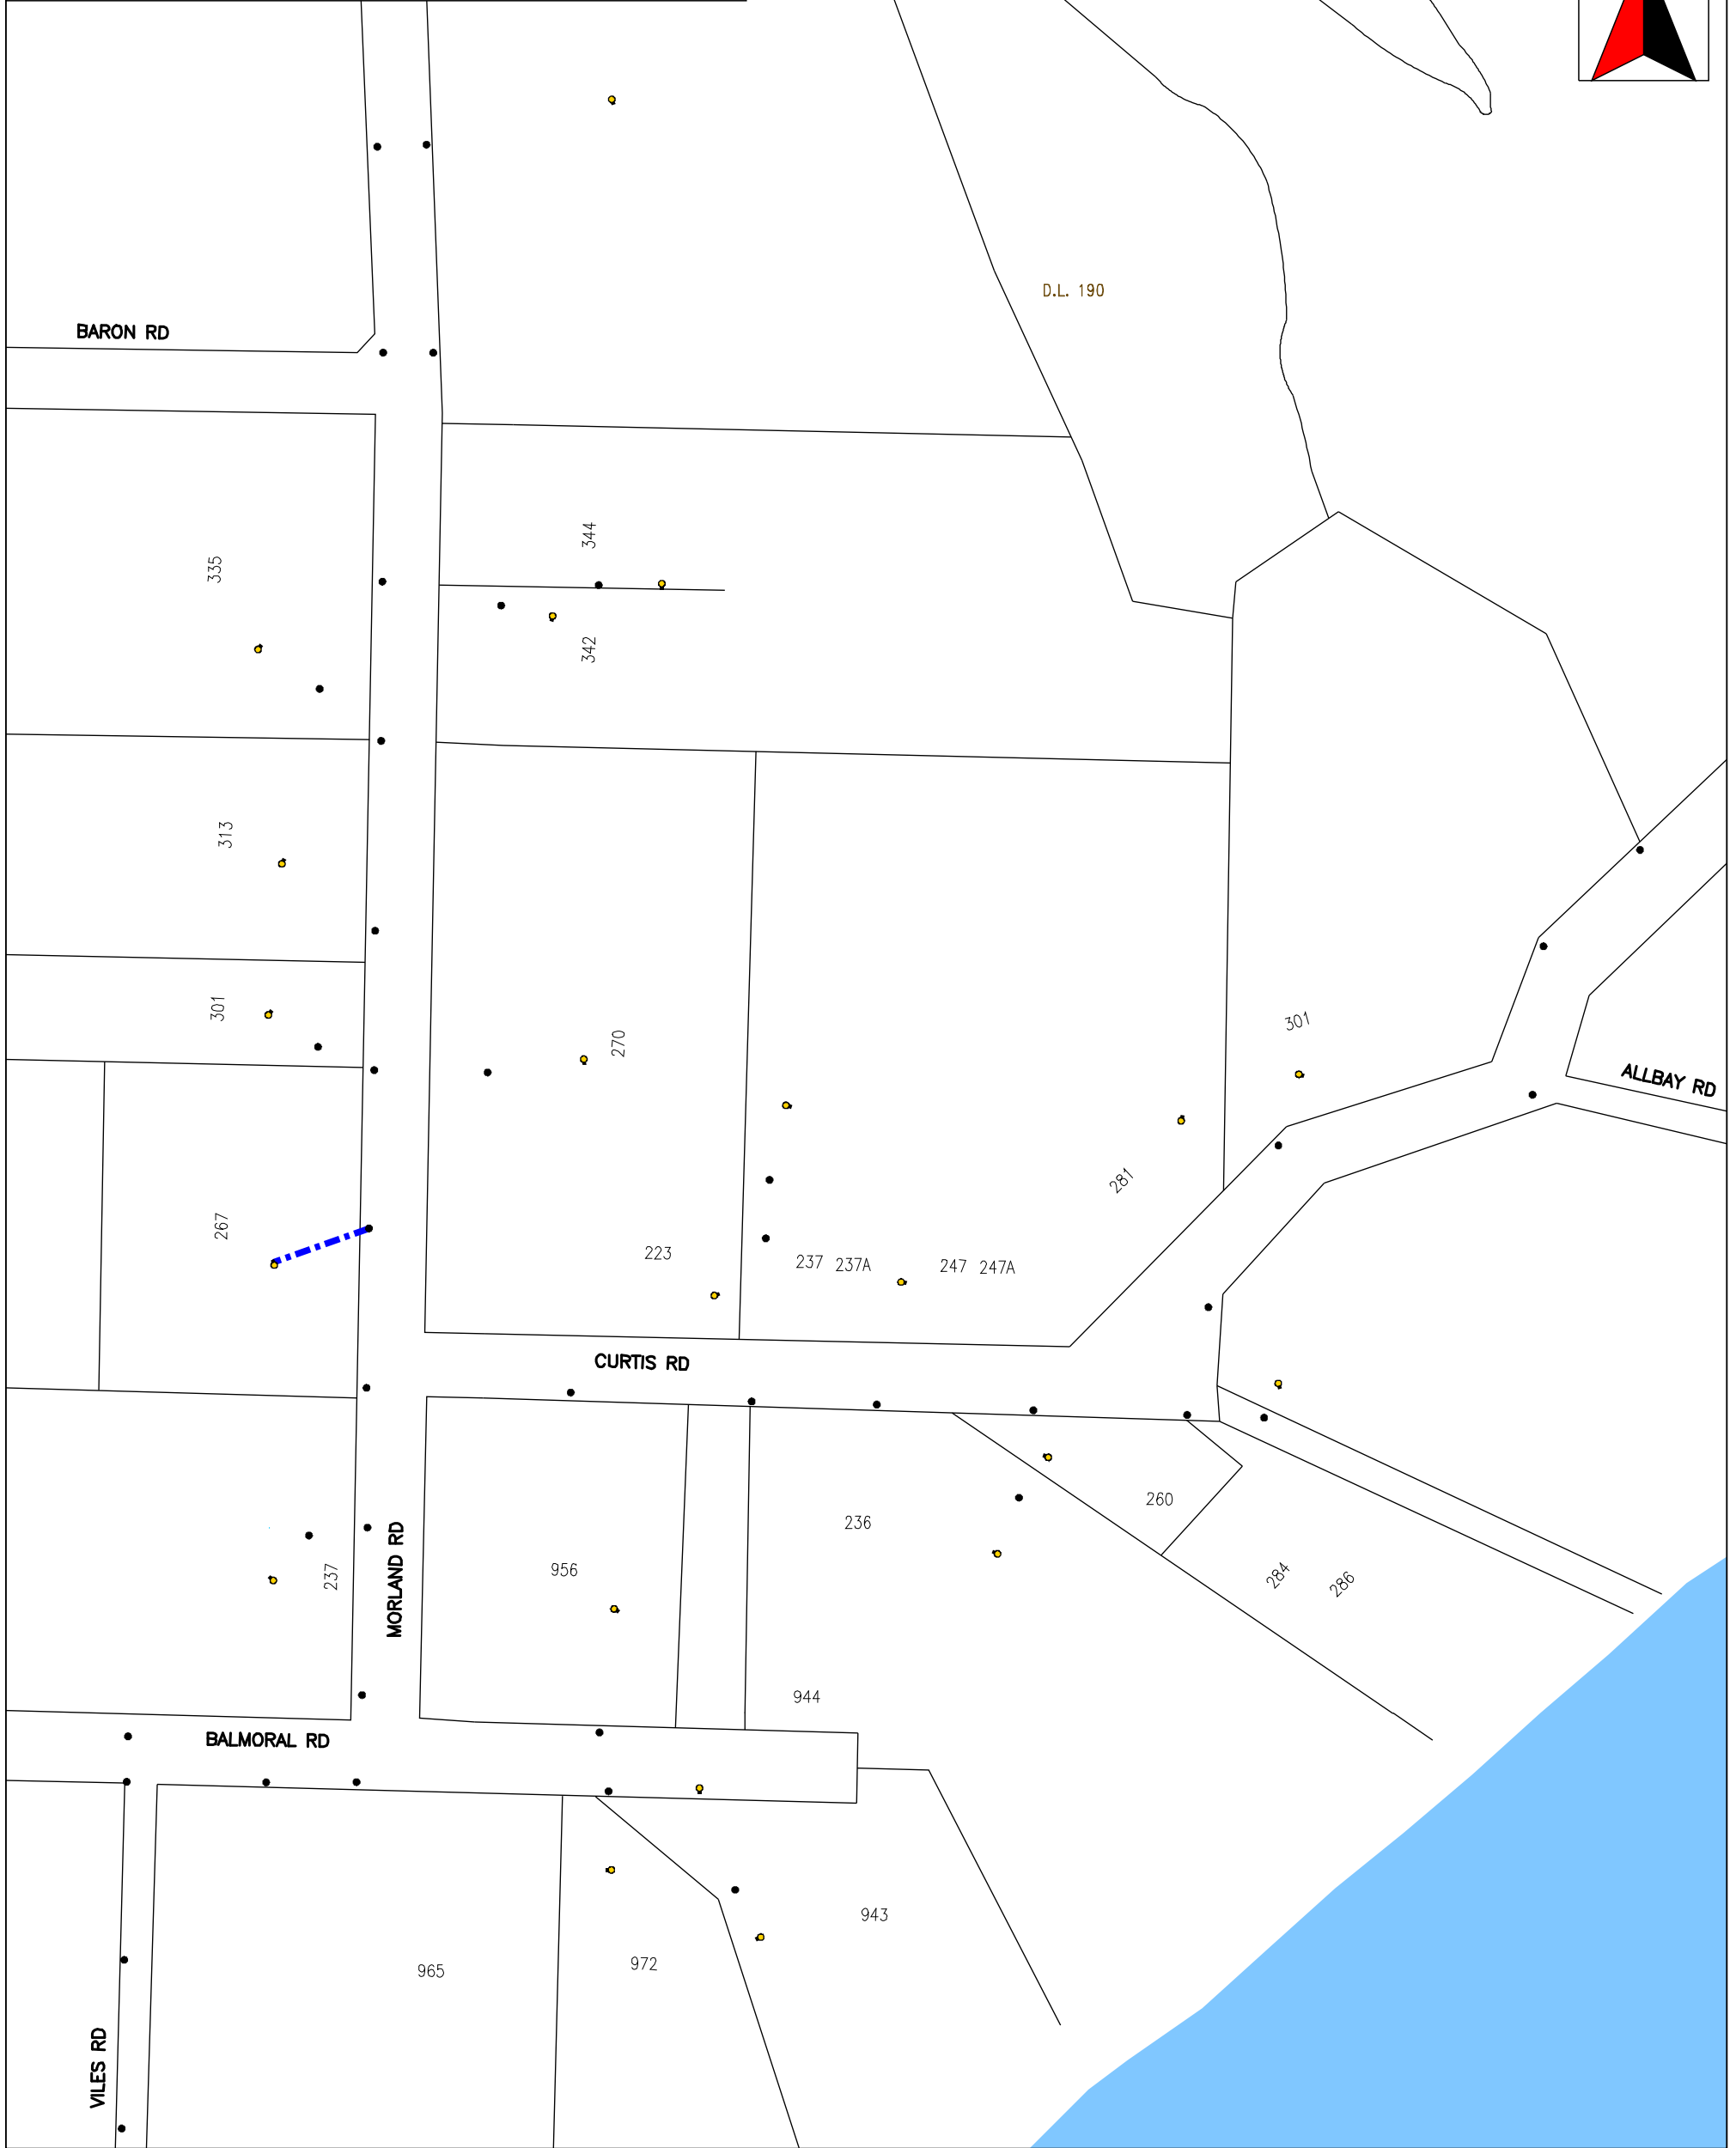 D.L. 190
BARON RD
344
335
342
313
301
301
270
ALLBAY RD
281
267
223
237 237A
247 247A
CURTIS RD
260
236
956
284
286
237
MORLAND RD
944
BALMORAL RD
943
972
965
VILES RD